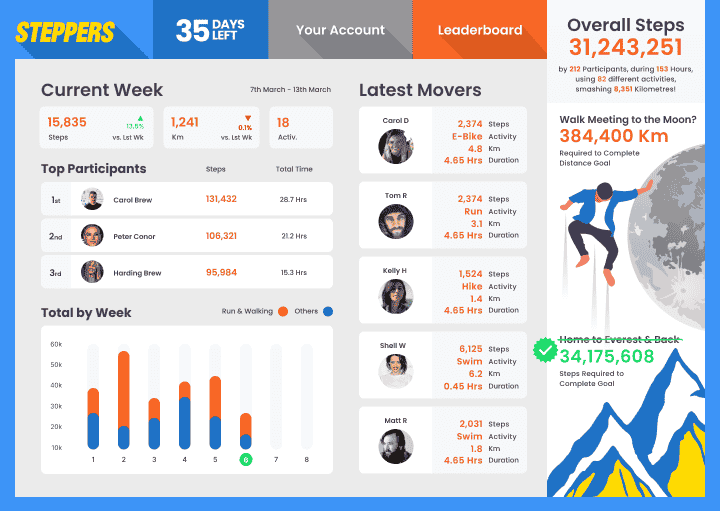 STEPPERS
35 DAYS LEFT
Your Account
Leaderboard
Overall Steps
31,243,251
by 212 Participants, during 153 Hours,
using 82 different activities,
smashing 8,351 Kilometres!
Current Week
7th March - 13th March
15,835
Steps
13.5%
vs. Lst Wk
1,241
Km
0.1%
vs. Lst Wk
18
Activ.
Top Participants
Steps
Total Time
1st Carol Brew 131,432 28.7 Hrs
2nd Peter Conor 106,321 21.2 Hrs
3rd Harding Brew 95,984 15.3 Hrs
Total by Week
Run & Walking
Others
60k
50k
40k
30k
20k
10k
1 2 3 4 5 6 7 8
Latest Movers
Carol D
2,374 Steps
E-Bike Activity
4.8 Km
4.65 Hrs Duration
Tom R
2,374 Steps
Run Activity
3.1 Km
4.65 Hrs Duration
Kelly H
1,524 Steps
Hike Activity
1.4 Km
4.65 Hrs Duration
Shell W
6,125 Steps
Swim Activity
6.2 Km
0.45 Hrs Duration
Matt R
2,031 Steps
Swim Activity
1.8 Km
4.65 Hrs Duration
Walk Meeting to the Moon?
384,400 Km
Required to Complete
Distance Goal
Home to Everest & Back
34,175,608
Steps Required to
Complete Goal